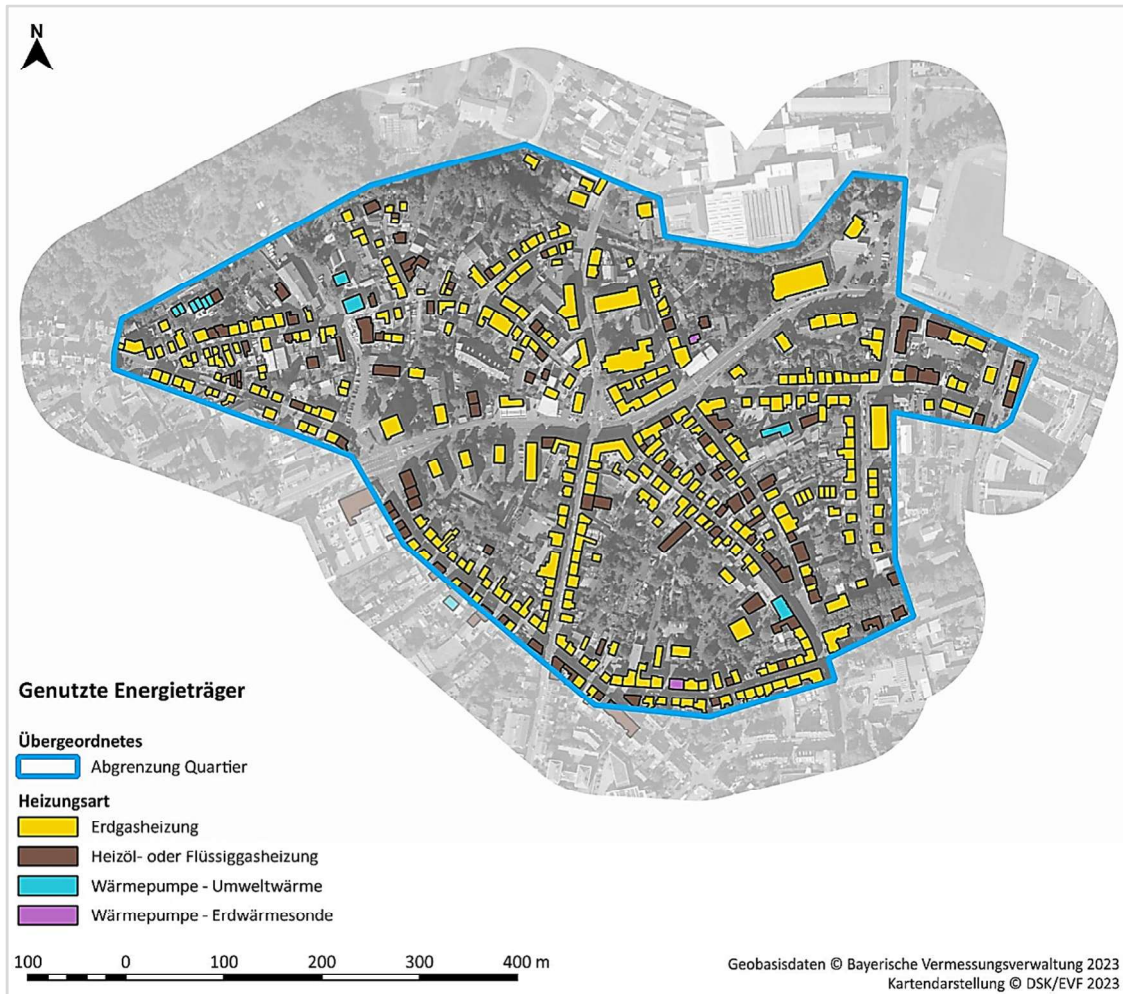 N
Genutzte Energieträger
Übergeordnetes
Abgrenzung Quartier
Heizungsart
Erdgasheizung
Heizöl- oder Flüssiggasheizung
Wärmepumpe - Umweltwärme
Wärmepumpe - Erdwärmesonde
100 0 100 200 300 400 m
Geobasisdaten © Bayerische Vermessungsverwaltung 2023
Kartendarstellung © DSK/EVF 2023